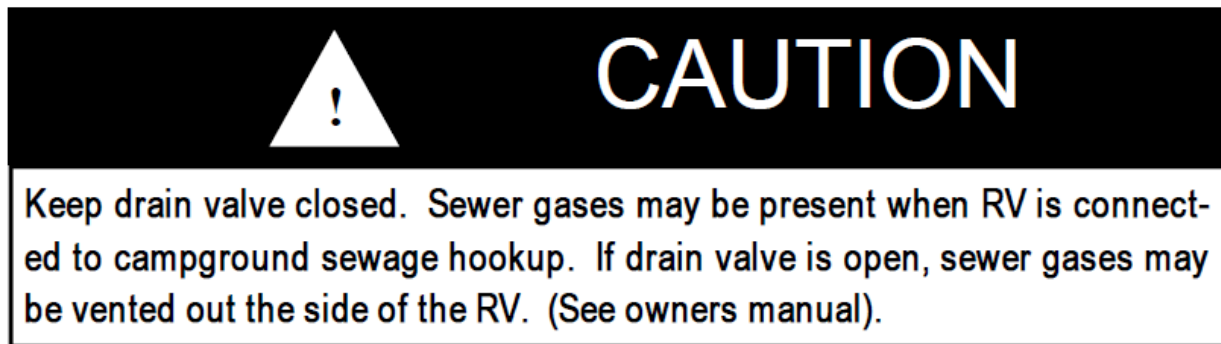 !
CAUTION
Keep drain valve closed.  Sewer gases may be present when RV is connect-
ed to campground sewage hookup.  If drain valve is open, sewer gases may
be vented out the side of the RV.  (See owners manual).